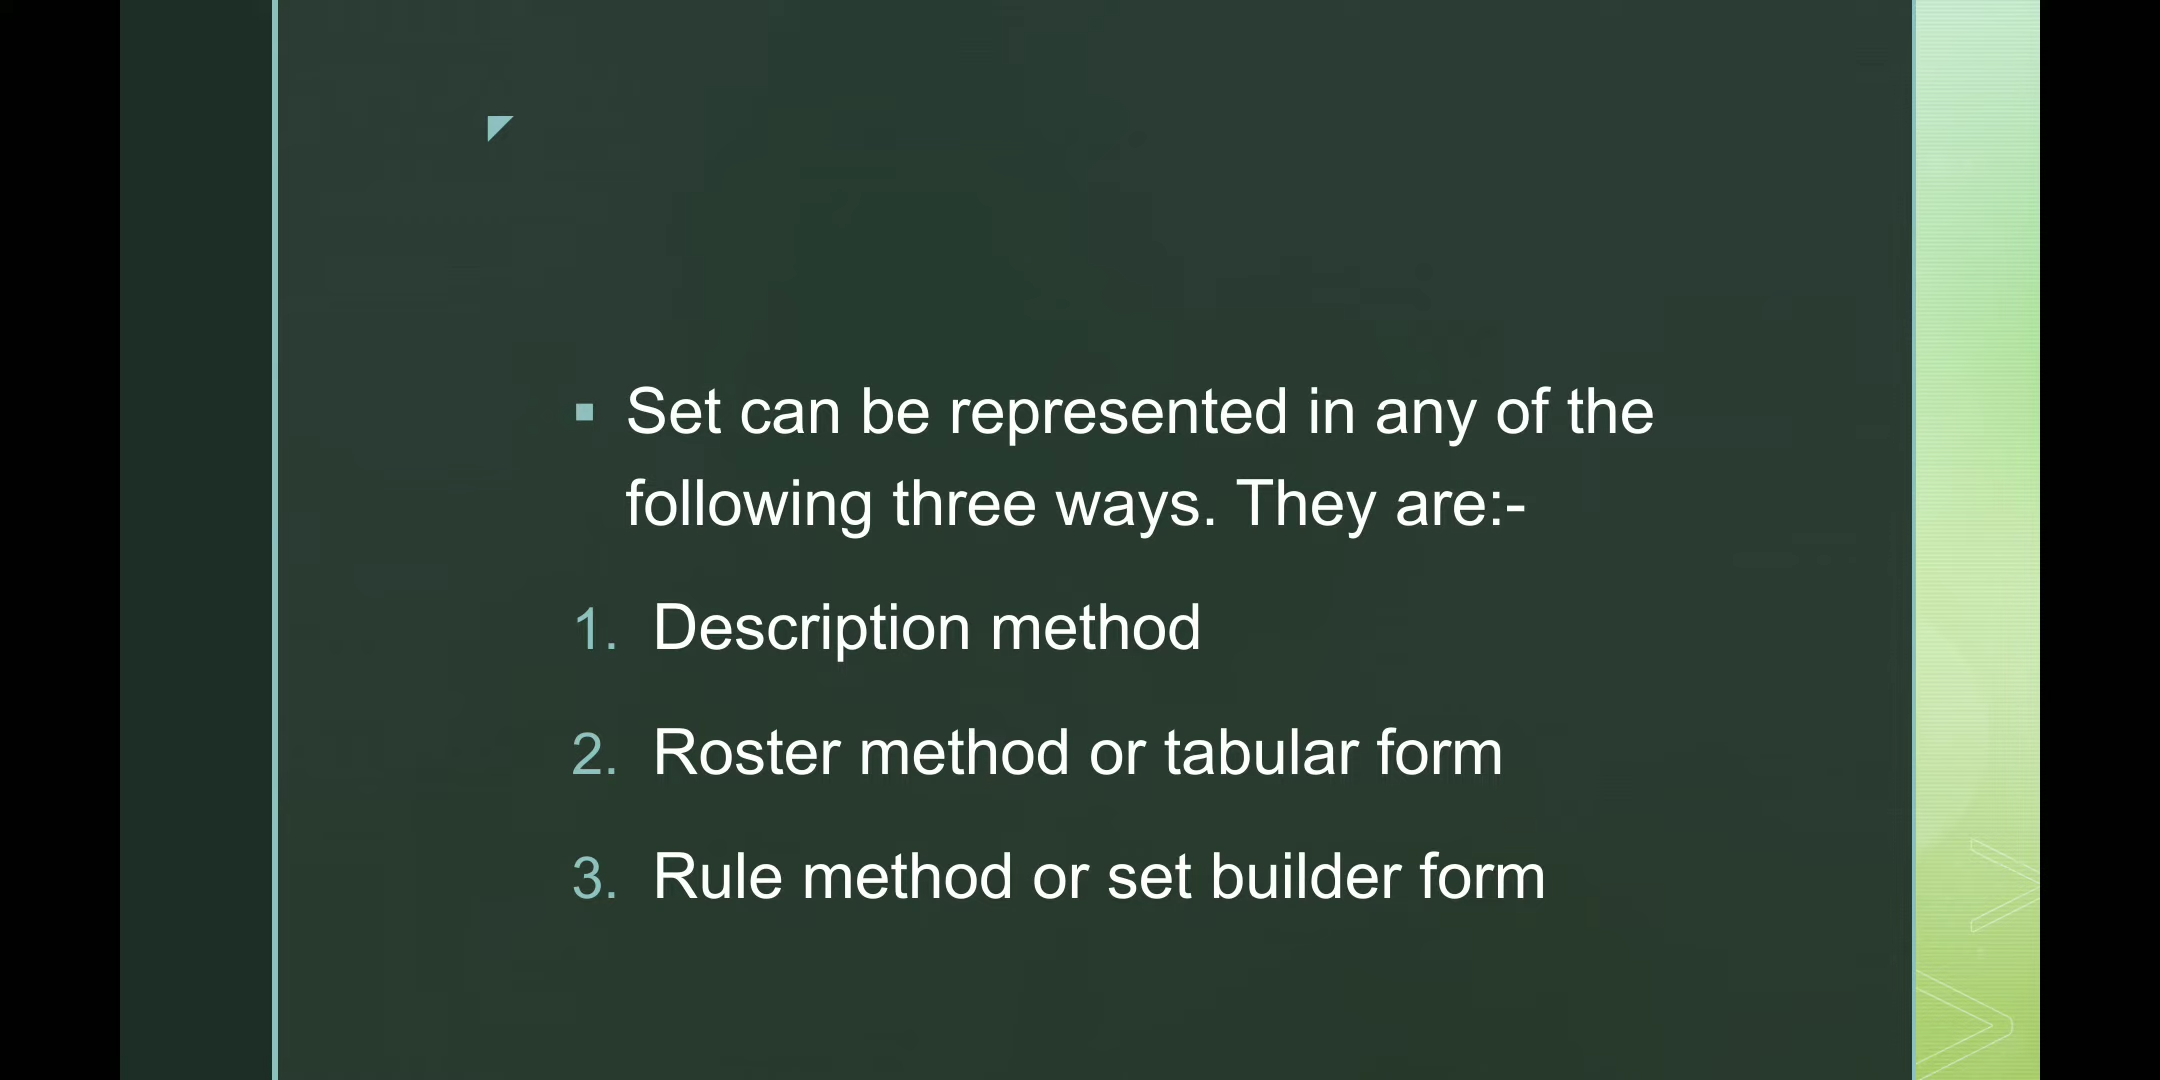 ▪ Set can be represented in any of the
following three ways. They are:-
1. Description method
2. Roster method or tabular form
3. Rule method or set builder form